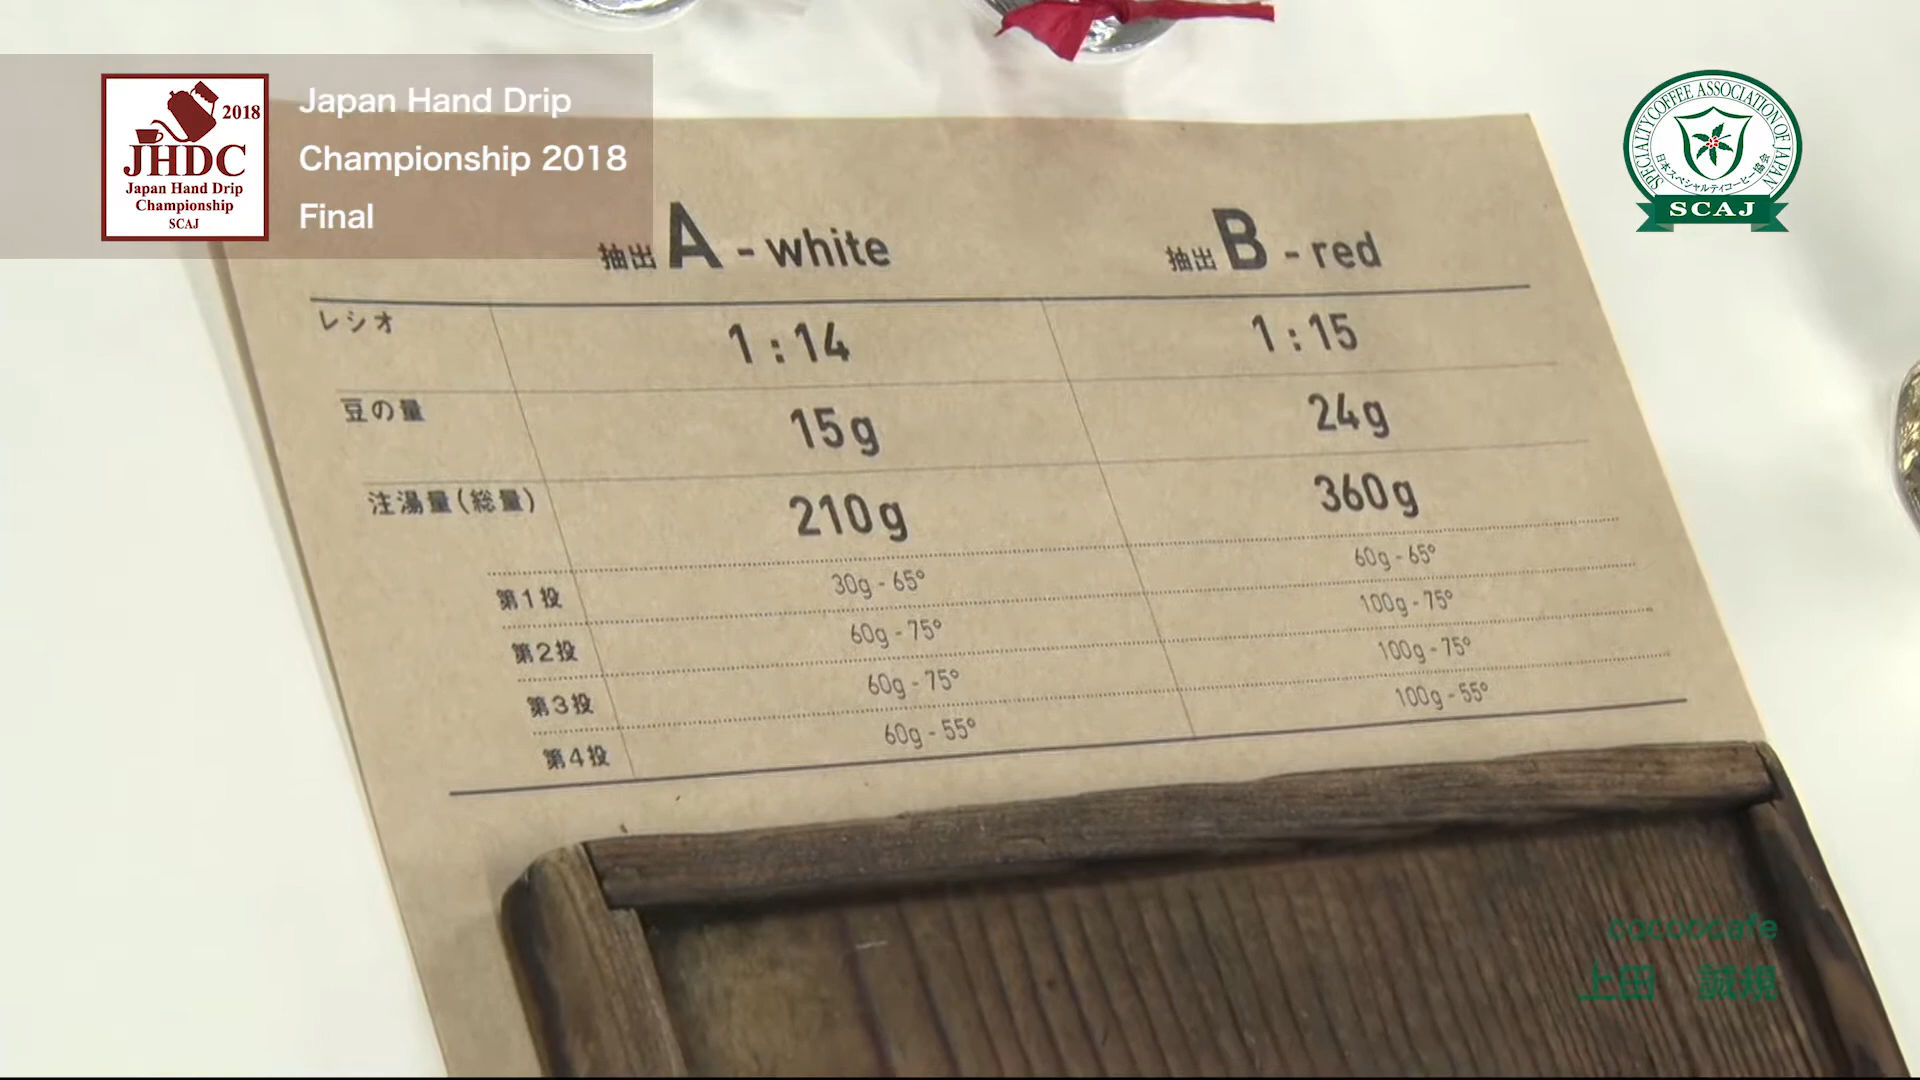 2018
JHDC
Japan Hand Drip
Championship
SCAJ
Japan Hand Drip
Championship 2018
Final
SPECIALTY COFFEE ASSOCIATION OF JAPAN
日本スペシャルティコーヒー協会
SCAJ
抽出 A - white 抽出 B - red
レシオ 1 : 14 1 : 15
豆の量 15g 24g
注湯量(総量) 210g 360g
第1投 30g - 65° 60g - 65°
第2投 60g - 75° 100g - 75°
第3投 60g - 75° 100g - 75°
第4投 60g - 55° 100g - 55°
cqcoocafe
上田 誠規